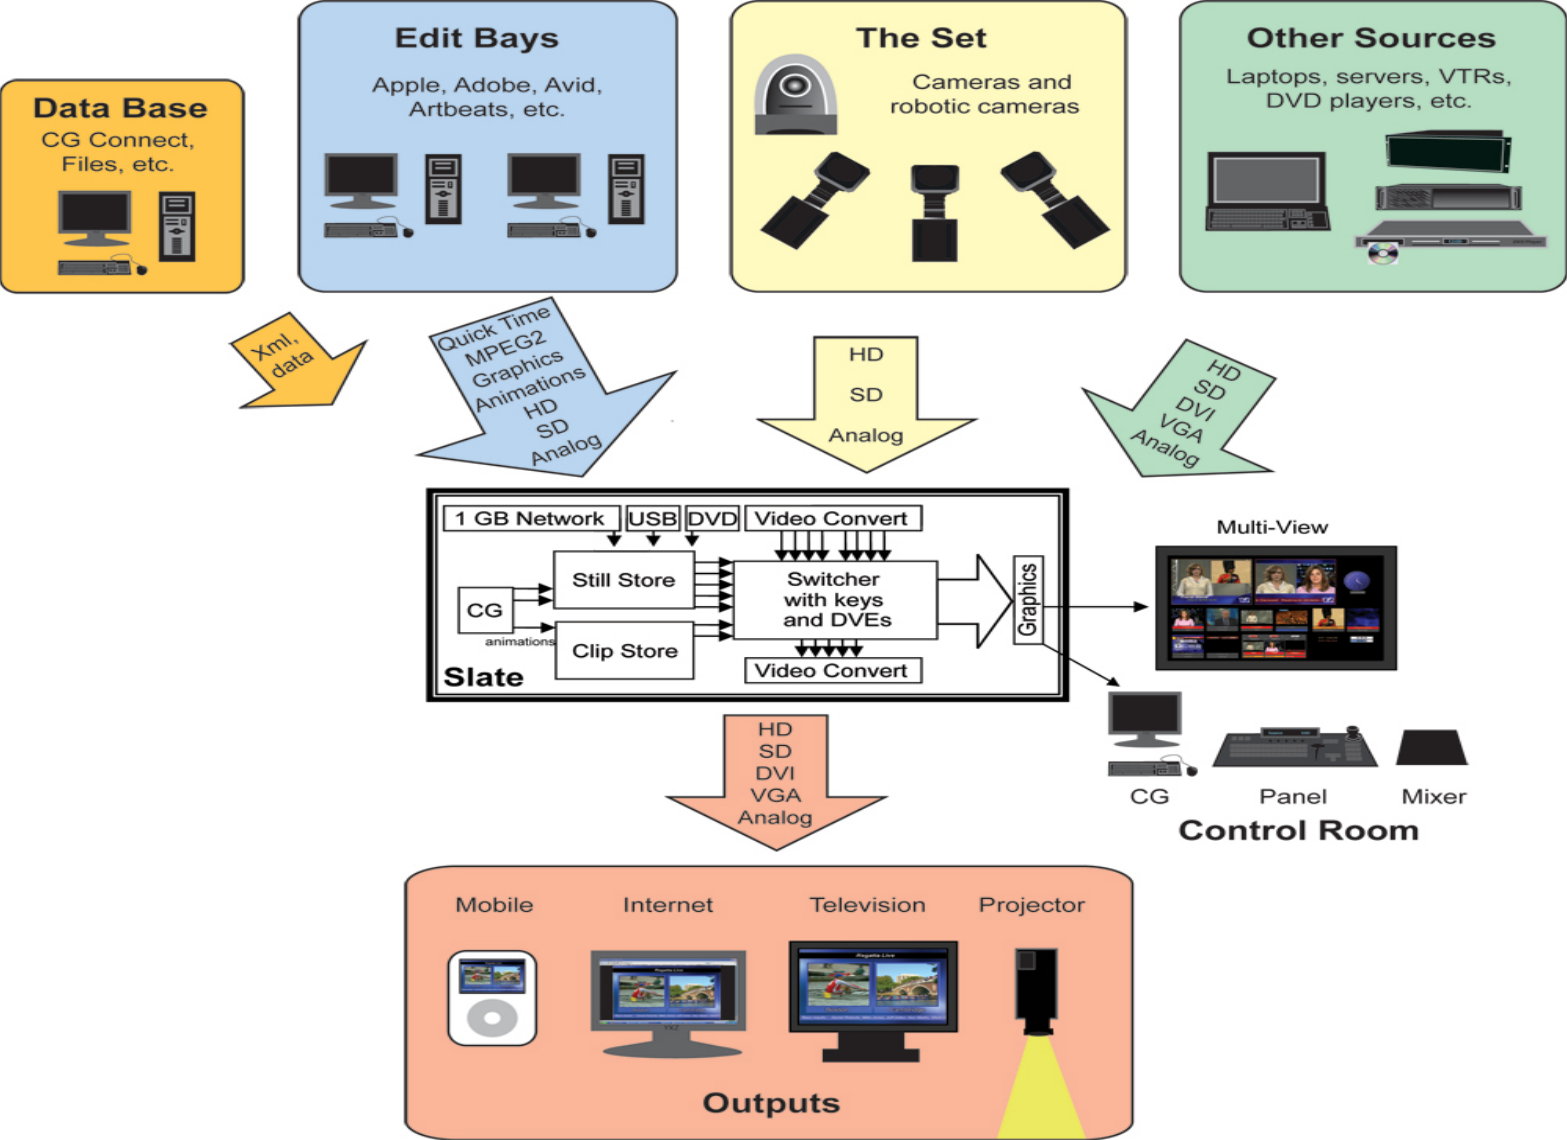 Data Base
CG Connect,
Files, etc.
Edit Bays
Apple, Adobe, Avid,
Artbeats, etc.
The Set
Cameras and
robotic cameras
Other Sources
Laptops, servers, VTRs,
DVD players, etc.
Xml,
data
Quick Time
MPEG2
Graphics
Animations
HD
SD
Analog
HD
SD
Analog
HD
SD
DVI
VGA
Analog
1 GB Network
USB
DVD
Video Convert
Still Store
CG
animations
Clip Store
Switcher
with keys
and DVEs
Graphics
Video Convert
Slate
Multi-View
CG
Panel
Mixer
Control Room
HD
SD
DVI
VGA
Analog
Mobile
Internet
Television
Projector
Regatta Live
XYZ
Outputs